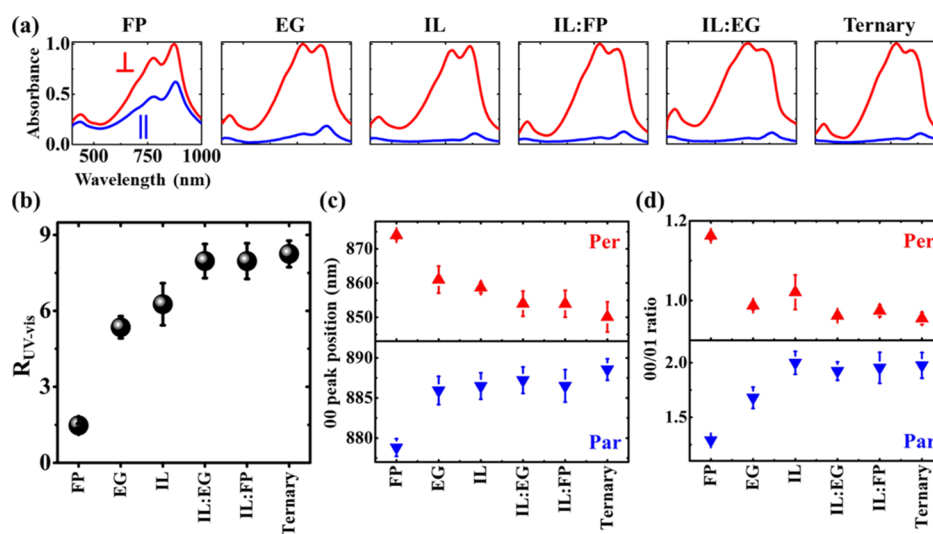 (a) FP EG IL IL:FP IL:EG Ternary
Absorbance
1.0
0.5
0.0
⊥
||
500 750 1000
Wavelength (nm)
(b)
R_UV-vis
9
6
3
0
FP EG IL IL:EG IL:FP Ternary
(c)
00 peak position (nm)
870
860
850
890
885
880
Per
Par
FP EG IL IL:EG IL:FP Ternary
(d)
00/01 ratio
1.2
1.0
2.0
1.5
Per
Par
FP EG IL IL:EG IL:FP Ternary